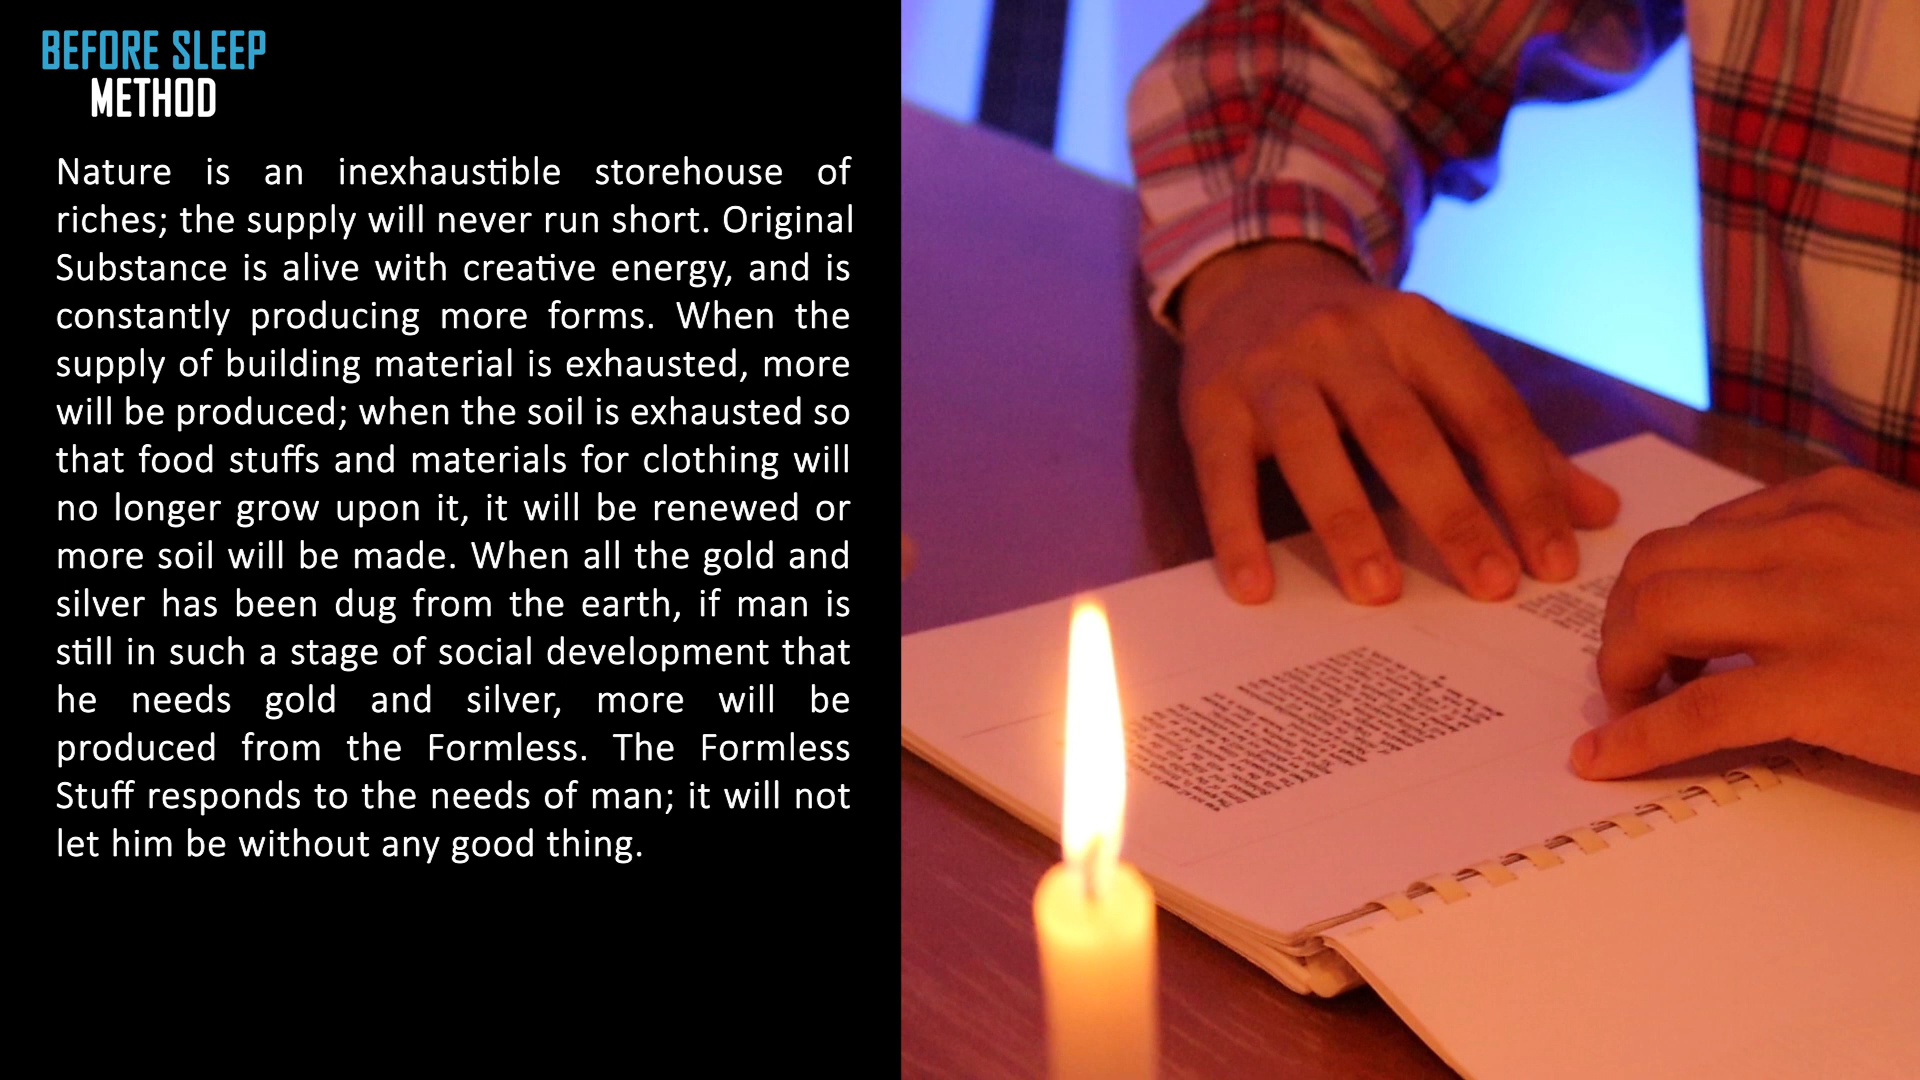 BEFORE SLEEP
METHOD
Nature is an inexhaustible storehouse of
riches; the supply will never run short. Original
Substance is alive with creative energy, and is
constantly producing more forms. When the
supply of building material is exhausted, more
will be produced; when the soil is exhausted so
that food stuffs and materials for clothing will
no longer grow upon it, it will be renewed or
more soil will be made. When all the gold and
silver has been dug from the earth, if man is
still in such a stage of social development that
he needs gold and silver, more will be
produced from the Formless. The Formless
Stuff responds to the needs of man; it will not
let him be without any good thing.